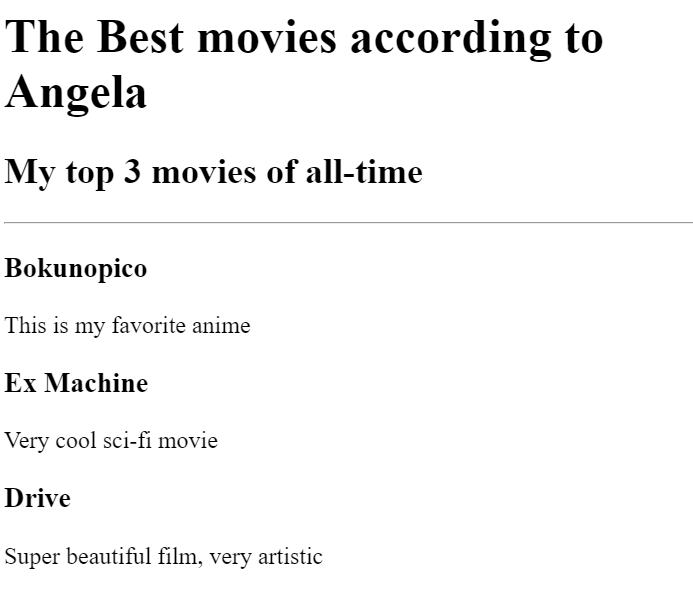 The Best movies according to
Angela
My top 3 movies of all-time
Bokunopico
This is my favorite anime
Ex Machine
Very cool sci-fi movie
Drive
Super beautiful film, very artistic